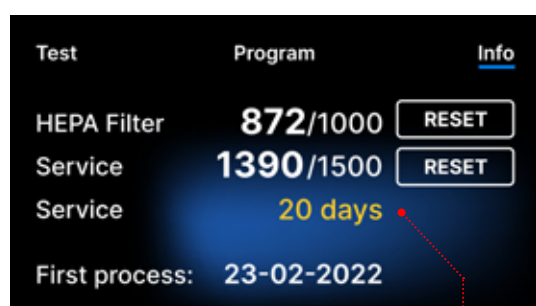 Test Program Info
HEPA Filter 872/1000 RESET
Service 1390/1500 RESET
Service 20 days
First process: 23-02-2022